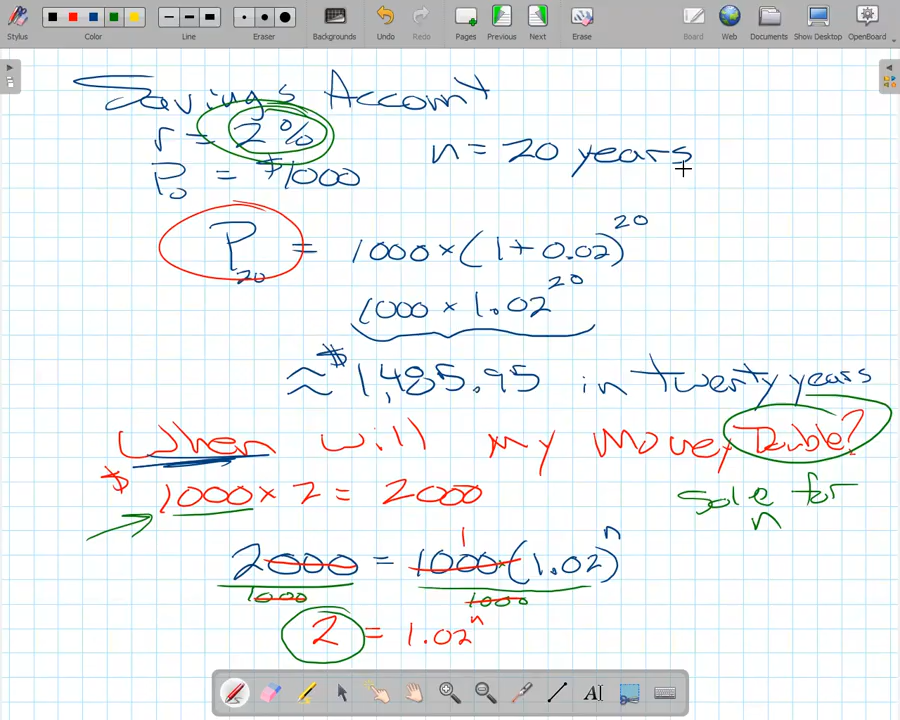 Stylus Color Line Eraser Backgrounds Undo Redo Pages Previous Next Erase Board Web Documents Show Desktop OpenBoard
Savings Account
r = 2%
n = 20 years
P0 = $1000
P20 = 1000 × (1 + 0.02)^20
1000 × 1.02^20
≈ $1,485.95 in twenty years
When will my Money Double?
$1000 × 2 = 2000
Sole for
n
1
2000 = 1000 × (1.02)^n
1000 1000
2 = 1.02^n
AI